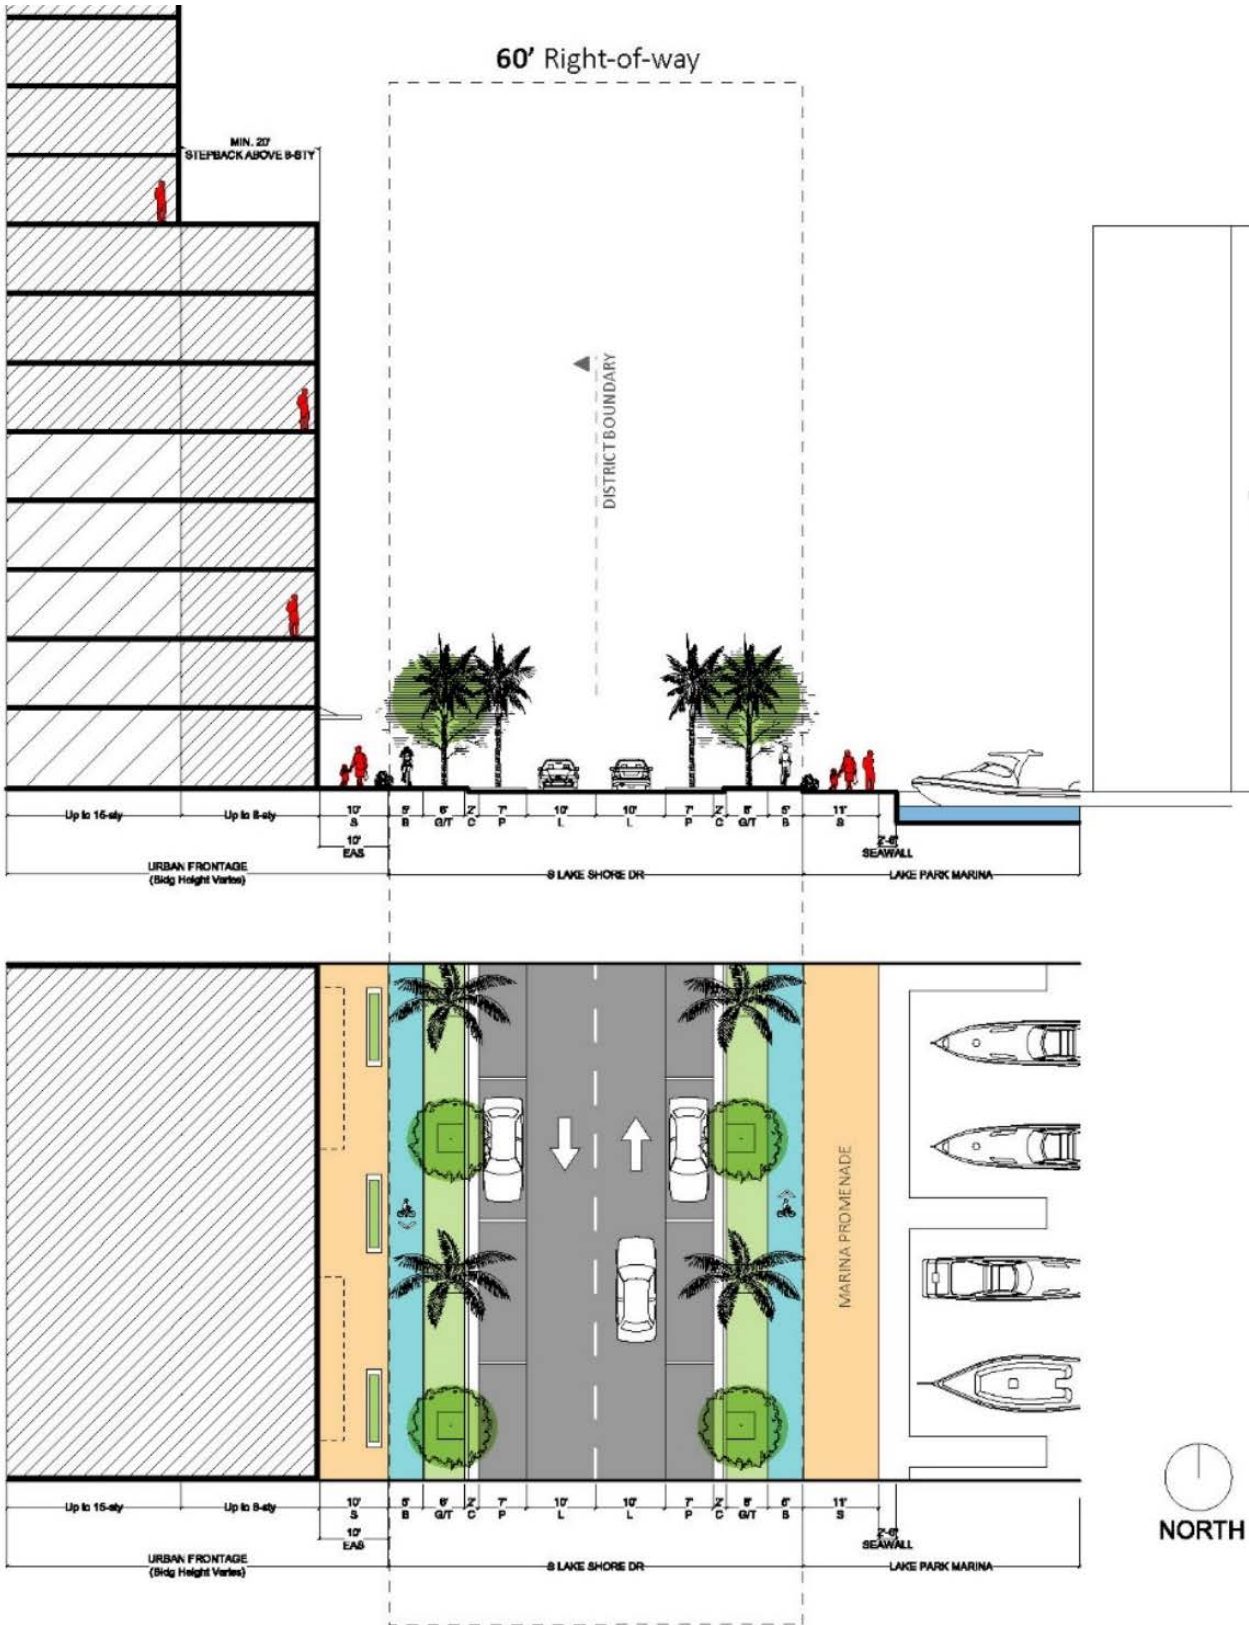 60' Right-of-way
MIN. 20'
STEPBACK ABOVE 8-STY
DISTRICT BOUNDARY
Up to 15-sty
Up to 8-sty
10' 5' 6' 2' 7' 10' 10' 7' 2' 6' 5' 11'
S B G/T C P L L P C G/T B S
10'
EAS
2'-6"
SEAWALL
URBAN FRONTAGE
(Bldg Height Varies)
S LAKE SHORE DR
LAKE PARK MARINA
MARINA PROMENADE
Up to 15-sty
Up to 8-sty
10' 5' 6' 2' 7' 10' 10' 7' 2' 6' 5' 11'
S B G/T C P L L P C G/T B S
10'
EAS
2'-6"
SEAWALL
URBAN FRONTAGE
(Bldg Height Varies)
S LAKE SHORE DR
LAKE PARK MARINA
NORTH